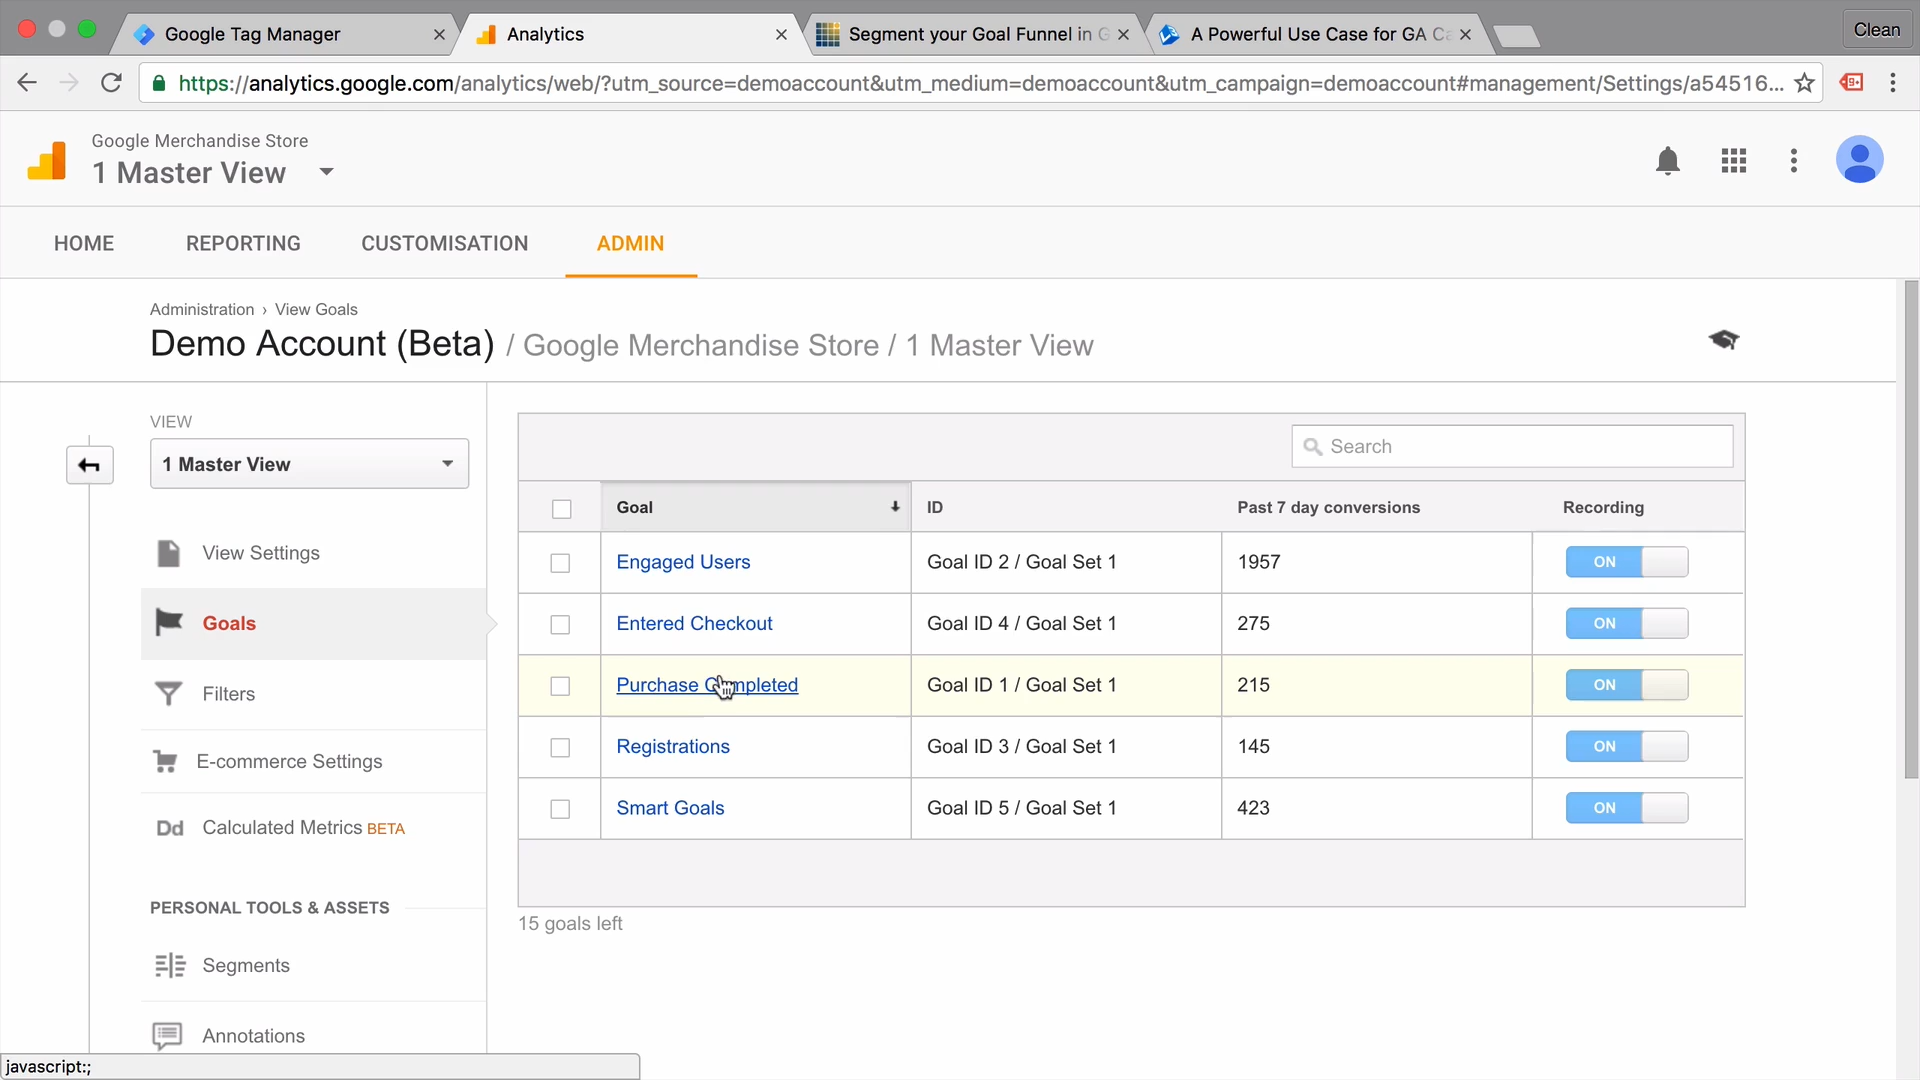 Google Tag Manager
Analytics
Segment your Goal Funnel in G
A Powerful Use Case for GA Ca
Clean
https://analytics.google.com/analytics/web/?utm_source=demoaccount&utm_medium=demoaccount&utm_campaign=demoaccount#management/Settings/a54516...
Google Merchandise Store
1 Master View
HOME
REPORTING
CUSTOMISATION
ADMIN
Administration › View Goals
Demo Account (Beta) / Google Merchandise Store / 1 Master View
VIEW
1 Master View
View Settings
Goals
Filters
E-commerce Settings
Dd Calculated Metrics BETA
PERSONAL TOOLS & ASSETS
Segments
Annotations
Search
Goal ID Past 7 day conversions Recording
Engaged Users Goal ID 2 / Goal Set 1 1957 ON
Entered Checkout Goal ID 4 / Goal Set 1 275 ON
Purchase Completed Goal ID 1 / Goal Set 1 215 ON
Registrations Goal ID 3 / Goal Set 1 145 ON
Smart Goals Goal ID 5 / Goal Set 1 423 ON
15 goals left
javascript:;